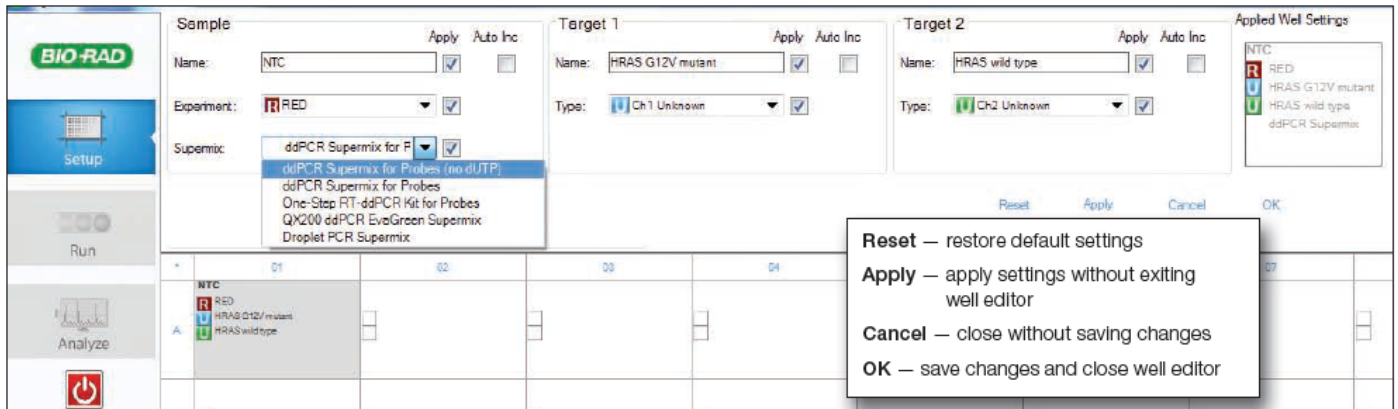 BIO-RAD
Setup
Run
Analyze
Sample
Apply Auto Inc
Name: NTC
Experiment: R RED
Supermix: ddPCR Supermix for P
ddPCR Supermix for Probes (no dUTP)
ddPCR Supermix for Probes
One-Step RT-ddPCR Kit for Probes
QX200 ddPCR EvaGreen Supermix
Droplet PCR Supermix
Target 1
Apply Auto Inc
Name: HRAS G12V mutant
Type: U Ch1 Unknown
Target 2
Apply Auto Inc
Name: HRAS wild type
Type: U Ch2 Unknown
Applied Well Settings
NTC
R RED
U HRAS G12V mutant
U HRAS wild type
ddPCR Supermix
Reset Apply Cancel OK
Reset — restore default settings
Apply — apply settings without exiting
well editor
Cancel — close without saving changes
OK — save changes and close well editor
01 02 03 04 07
A
NTC
R RED
U HRAS G12V mutant
U HRAS wild type